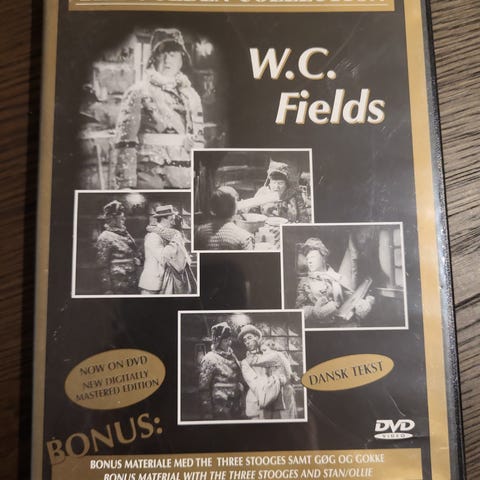 COLLECTION
W.C.
Fields
NOW ON DVD
NEW DIGITALLY
MASTERED EDITION
DANSK TEKST
BONUS:
DVD
VIDEO
BONUS MATERIALE MED THE THREE STOOGES SAMT GØG OG GOKKE
BONUS MATERIAL WITH THE THREE STOOGES AND STAN/OLLIE